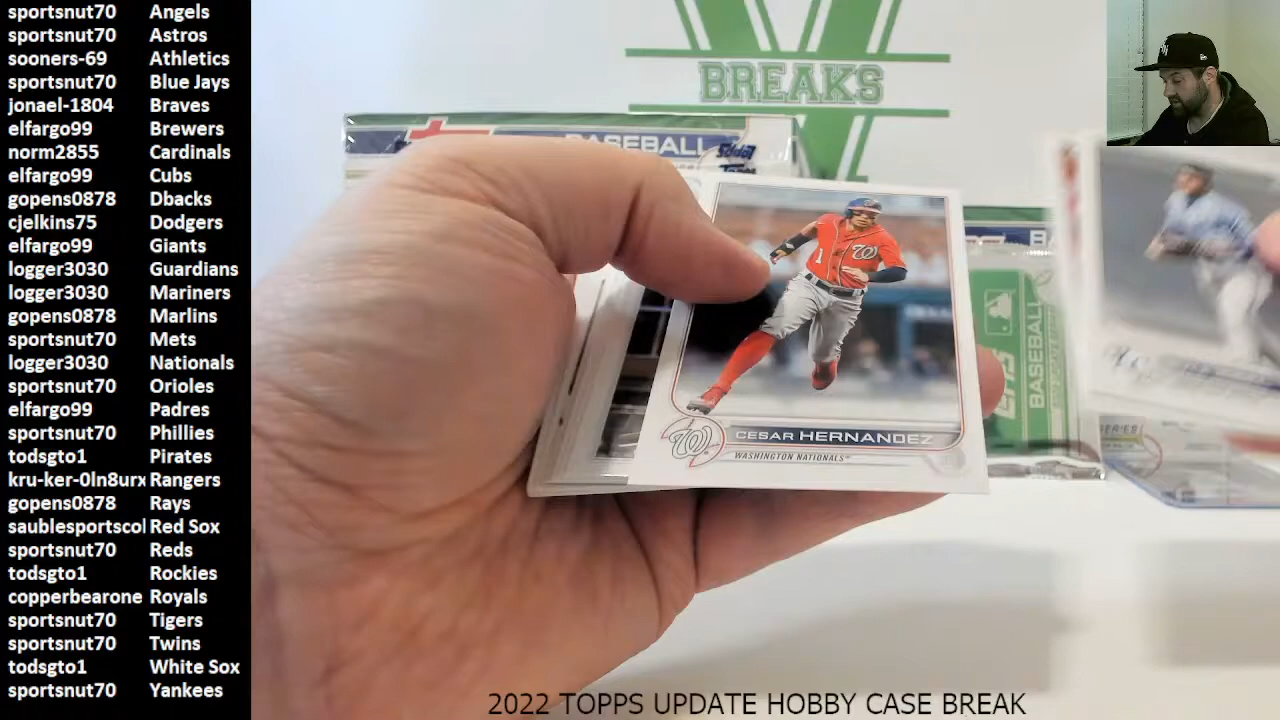 sportsnut70 Angels
sportsnut70 Astros
sooners-69 Athletics
sportsnut70 Blue Jays
jonael-1804 Braves
elfargo99 Brewers
norm2855 Cardinals
elfargo99 Cubs
gopens0878 Dbacks
cjelkins75 Dodgers
elfargo99 Giants
logger3030 Guardians
logger3030 Mariners
gopens0878 Marlins
sportsnut70 Mets
logger3030 Nationals
sportsnut70 Orioles
elfargo99 Padres
sportsnut70 Phillies
todsgto1 Pirates
kru-ker-0ln8urx Rangers
gopens0878 Rays
saublesportscol Red Sox
sportsnut70 Reds
todsgto1 Rockies
copperbearone Royals
sportsnut70 Tigers
sportsnut70 Twins
todsgto1 White Sox
sportsnut70 Yankees
BREAKS
BASEBALL
1 W
CESAR HERNANDEZ
WASHINGTON NATIONALS
BASEBALL
SERIES
2022 TOPPS UPDATE HOBBY CASE BREAK